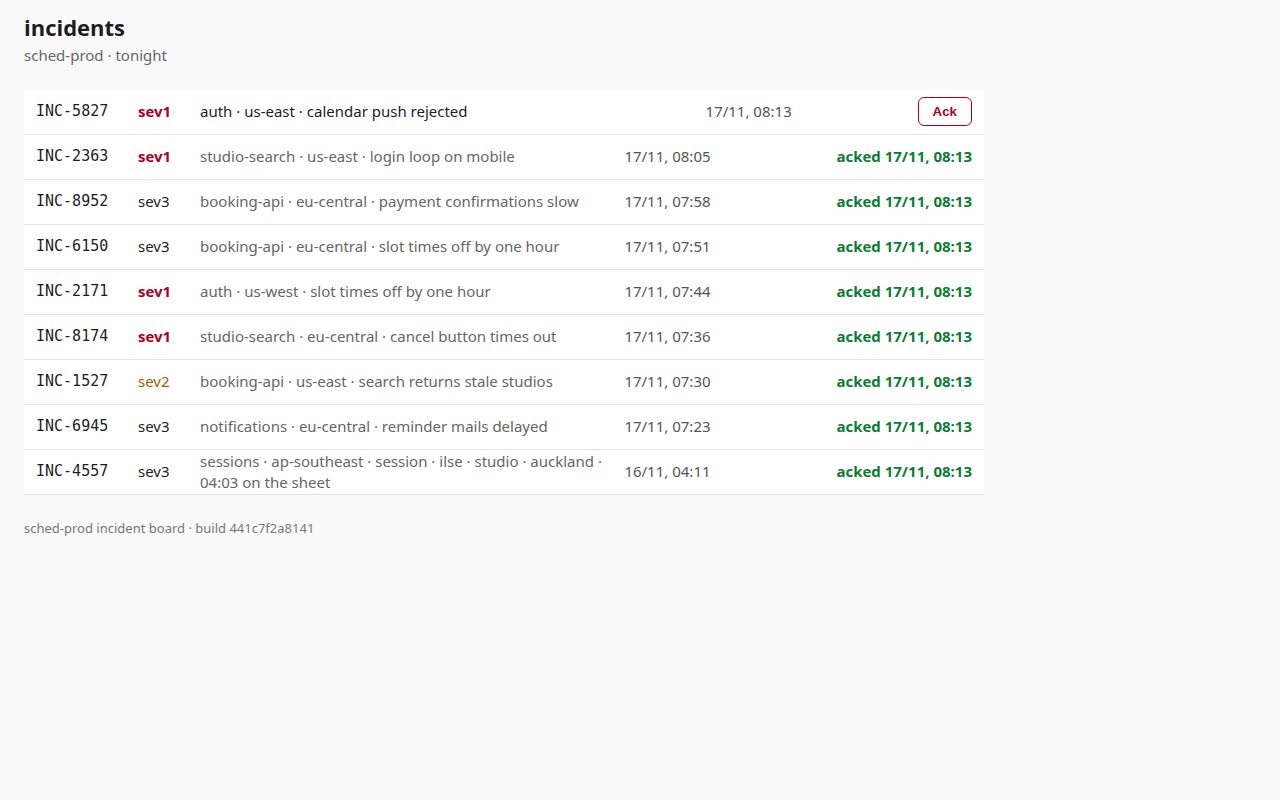 incidents
sched-prod · tonight
INC-5827 sev1 auth · us-east · calendar push rejected 17/11, 08:13 Ack
INC-2363 sev1 studio-search · us-east · login loop on mobile 17/11, 08:05 acked 17/11, 08:13
INC-8952 sev3 booking-api · eu-central · payment confirmations slow 17/11, 07:58 acked 17/11, 08:13
INC-6150 sev3 booking-api · eu-central · slot times off by one hour 17/11, 07:51 acked 17/11, 08:13
INC-2171 sev1 auth · us-west · slot times off by one hour 17/11, 07:44 acked 17/11, 08:13
INC-8174 sev1 studio-search · eu-central · cancel button times out 17/11, 07:36 acked 17/11, 08:13
INC-1527 sev2 booking-api · us-east · search returns stale studios 17/11, 07:30 acked 17/11, 08:13
INC-6945 sev3 notifications · eu-central · reminder mails delayed 17/11, 07:23 acked 17/11, 08:13
INC-4557 sev3 sessions · ap-southeast · session · ilse · studio · auckland · 16/11, 04:11 acked 17/11, 08:13
04:03 on the sheet
sched-prod incident board · build 441c7f2a8141